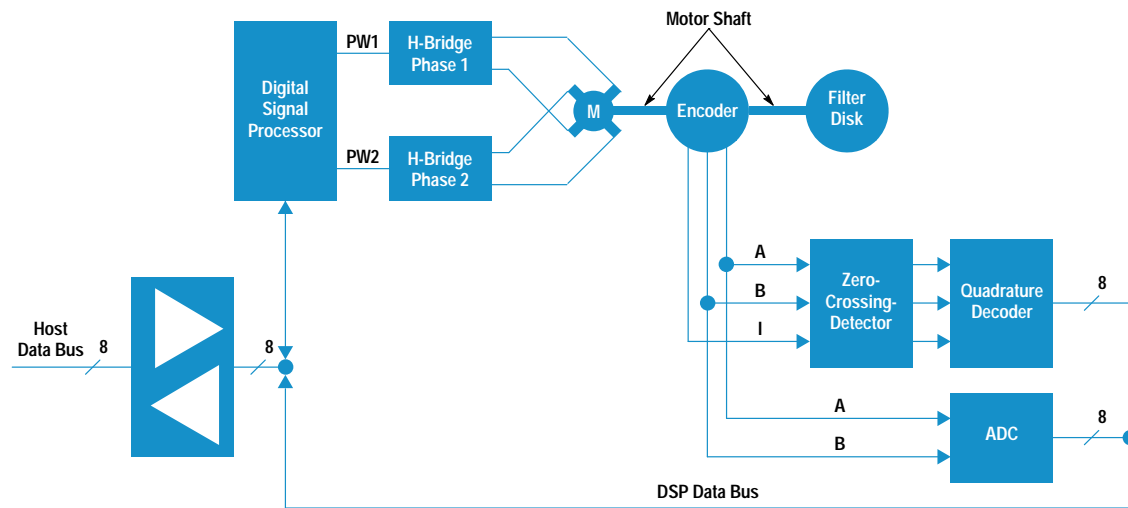 Motor Shaft
Digital
Signal
Processor
PW1
H-Bridge
Phase 1
PW2
H-Bridge
Phase 2
M
Encoder
Filter
Disk
Host
Data Bus
8
8
A
B
I
Zero-
Crossing-
Detector
Quadrature
Decoder
8
A
B
ADC
8
DSP Data Bus